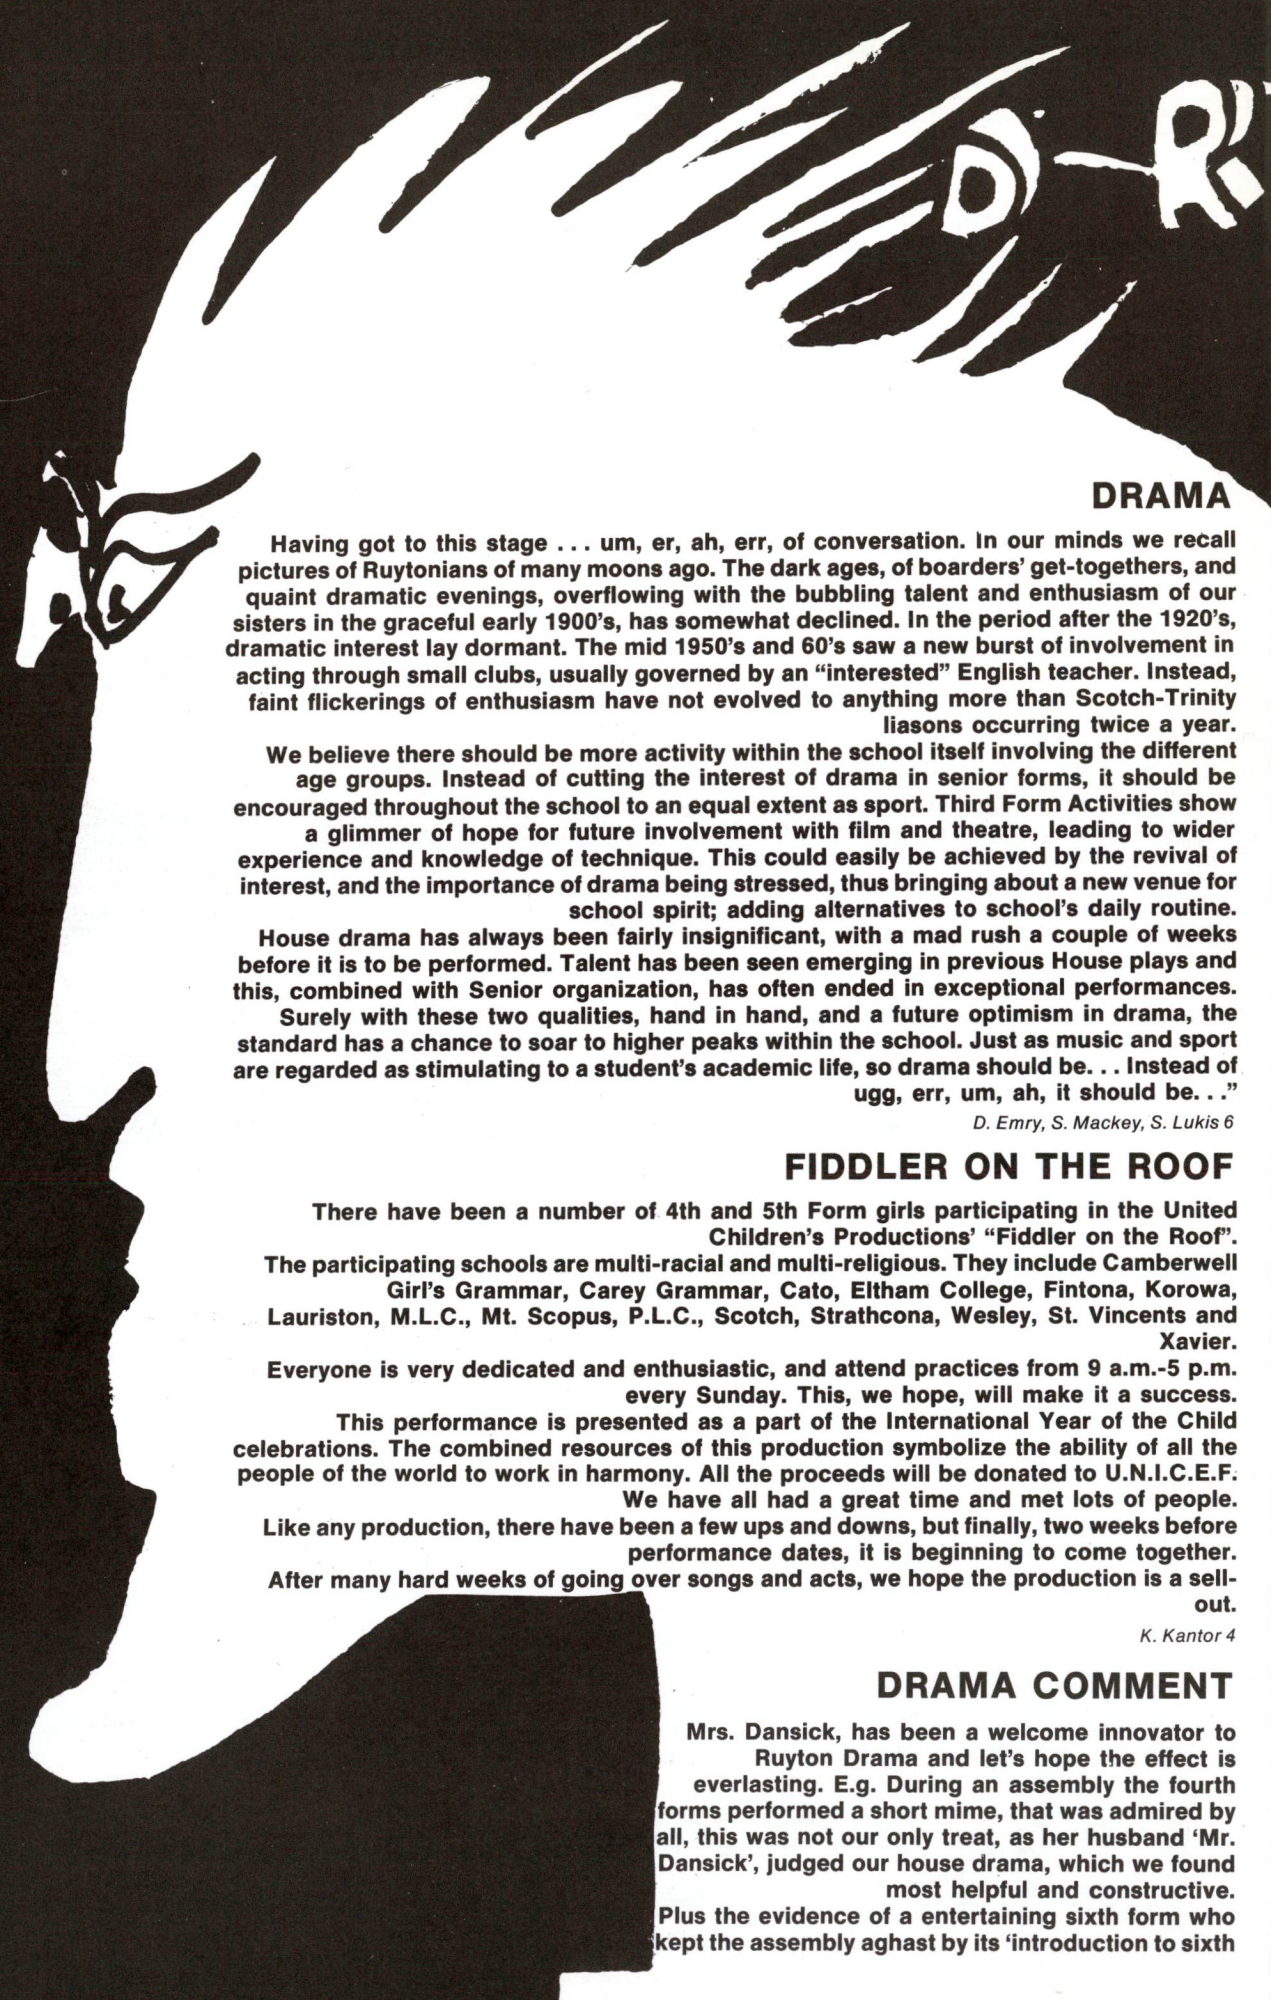 D-R
DRAMA
Having got to this stage ... um, er, ah, err, of conversation. In our minds we recall
pictures of Ruytonians of many moons ago. The dark ages, of boarders' get-togethers, and
quaint dramatic evenings, overflowing with the bubbling talent and enthusiasm of our
sisters in the graceful early 1900's, has somewhat declined. In the period after the 1920's,
dramatic interest lay dormant. The mid 1950's and 60's saw a new burst of involvement in
acting through small clubs, usually governed by an “interested” English teacher. Instead,
faint flickerings of enthusiasm have not evolved to anything more than Scotch-Trinity
liasons occurring twice a year.
We believe there should be more activity within the school itself involving the different
age groups. Instead of cutting the interest of drama in senior forms, it should be
encouraged throughout the school to an equal extent as sport. Third Form Activities show
a glimmer of hope for future involvement with film and theatre, leading to wider
experience and knowledge of technique. This could easily be achieved by the revival of
interest, and the importance of drama being stressed, thus bringing about a new venue for
school spirit; adding alternatives to school's daily routine.
House drama has always been fairly insignificant, with a mad rush a couple of weeks
before it is to be performed. Talent has been seen emerging in previous House plays and
this, combined with Senior organization, has often ended in exceptional performances.
Surely with these two qualities, hand in hand, and a future optimism in drama, the
standard has a chance to soar to higher peaks within the school. Just as music and sport
are regarded as stimulating to a student's academic life, so drama should be. . . Instead of
ugg, err, um, ah, it should be. . .”
D. Emry, S. Mackey, S. Lukis 6
FIDDLER ON THE ROOF
There have been a number of 4th and 5th Form girls participating in the United
Children's Productions' “Fiddler on the Roof”.
The participating schools are multi-racial and multi-religious. They include Camberwell
Girl's Grammar, Carey Grammar, Cato, Eltham College, Fintona, Korowa,
Lauriston, M.L.C., Mt. Scopus, P.L.C., Scotch, Strathcona, Wesley, St. Vincents and
Xavier.
Everyone is very dedicated and enthusiastic, and attend practices from 9 a.m.-5 p.m.
every Sunday. This, we hope, will make it a success.
This performance is presented as a part of the International Year of the Child
celebrations. The combined resources of this production symbolize the ability of all the
people of the world to work in harmony. All the proceeds will be donated to U.N.I.C.E.F.
We have all had a great time and met lots of people.
Like any production, there have been a few ups and downs, but finally, two weeks before
performance dates, it is beginning to come together.
After many hard weeks of going over songs and acts, we hope the production is a sell-
out.
K. Kantor 4
DRAMA COMMENT
Mrs. Dansick, has been a welcome innovator to
Ruyton Drama and let's hope the effect is
everlasting. E.g. During an assembly the fourth
forms performed a short mime, that was admired by
all, this was not our only treat, as her husband ‘Mr.
Dansick’, judged our house drama, which we found
most helpful and constructive.
Plus the evidence of a entertaining sixth form who
kept the assembly aghast by its ‘introduction to sixth